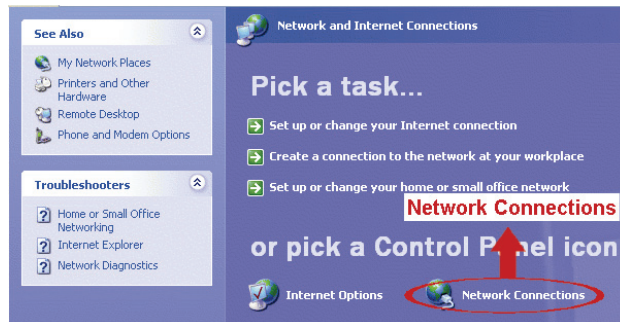 See Also
My Network Places
Printers and Other
Hardware
Remote Desktop
Phone and Modem Options
Troubleshooters
Home or Small Office
Networking
Internet Explorer
Network Diagnostics
Network and Internet Connections
Pick a task...
Set up or change your Internet connection
Create a connection to the network at your workplace
Set up or change your home or small office network
Network Connections
or pick a Control Panel icon
Internet Options
Network Connections